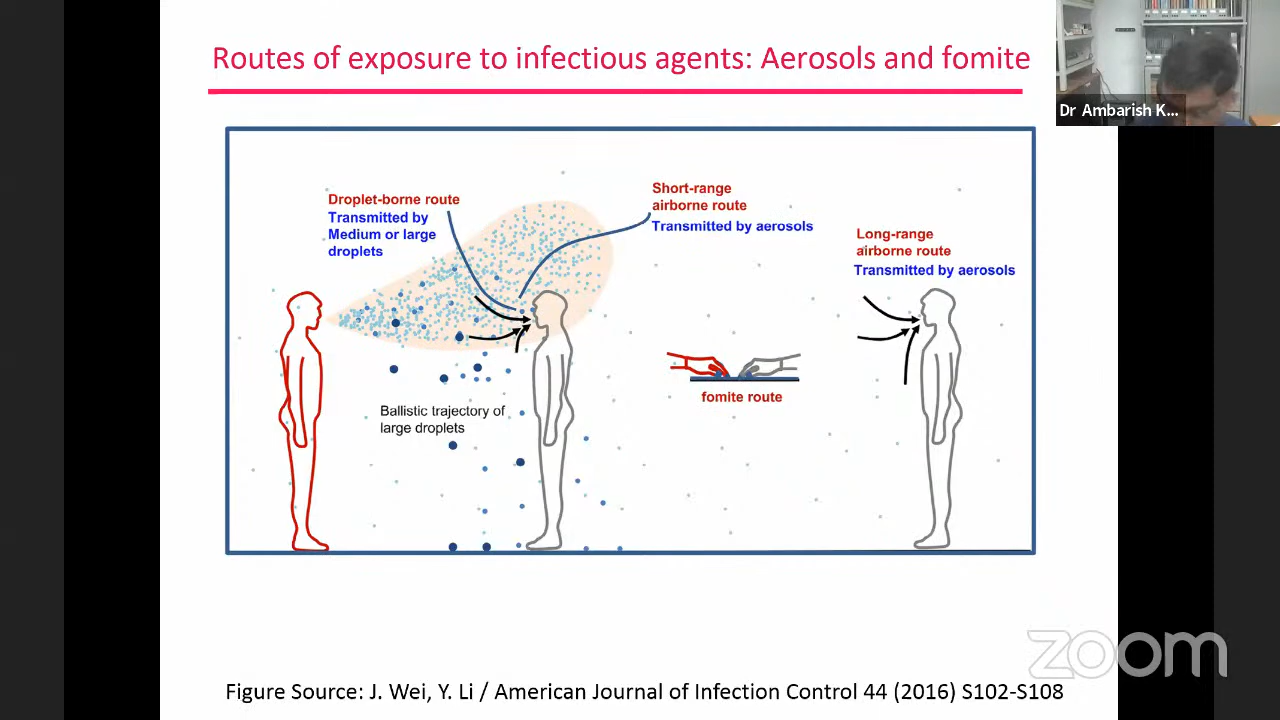 Routes of exposure to infectious agents: Aerosols and fomite
Dr Ambarish K...
Droplet-borne route
Transmitted by
Medium or large
droplets
Short-range
airborne route
Transmitted by aerosols
Long-range
airborne route
Transmitted by aerosols
fomite route
Ballistic trajectory of
large droplets
zoom
Figure Source: J. Wei, Y. Li / American Journal of Infection Control 44 (2016) S102-S108